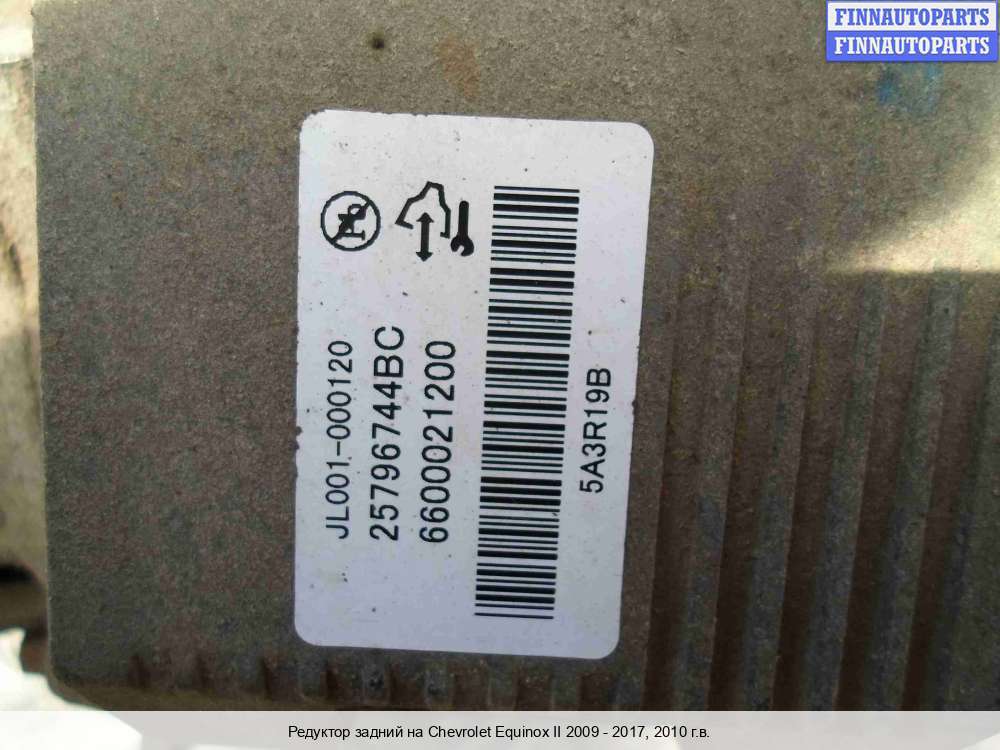 FINNAUTOPARTS
FINNAUTOPARTS
JL001-000120
25796744BC
6600021200
5A3R19B
Редуктор задний на Chevrolet Equinox II 2009 - 2017, 2010 г.в.